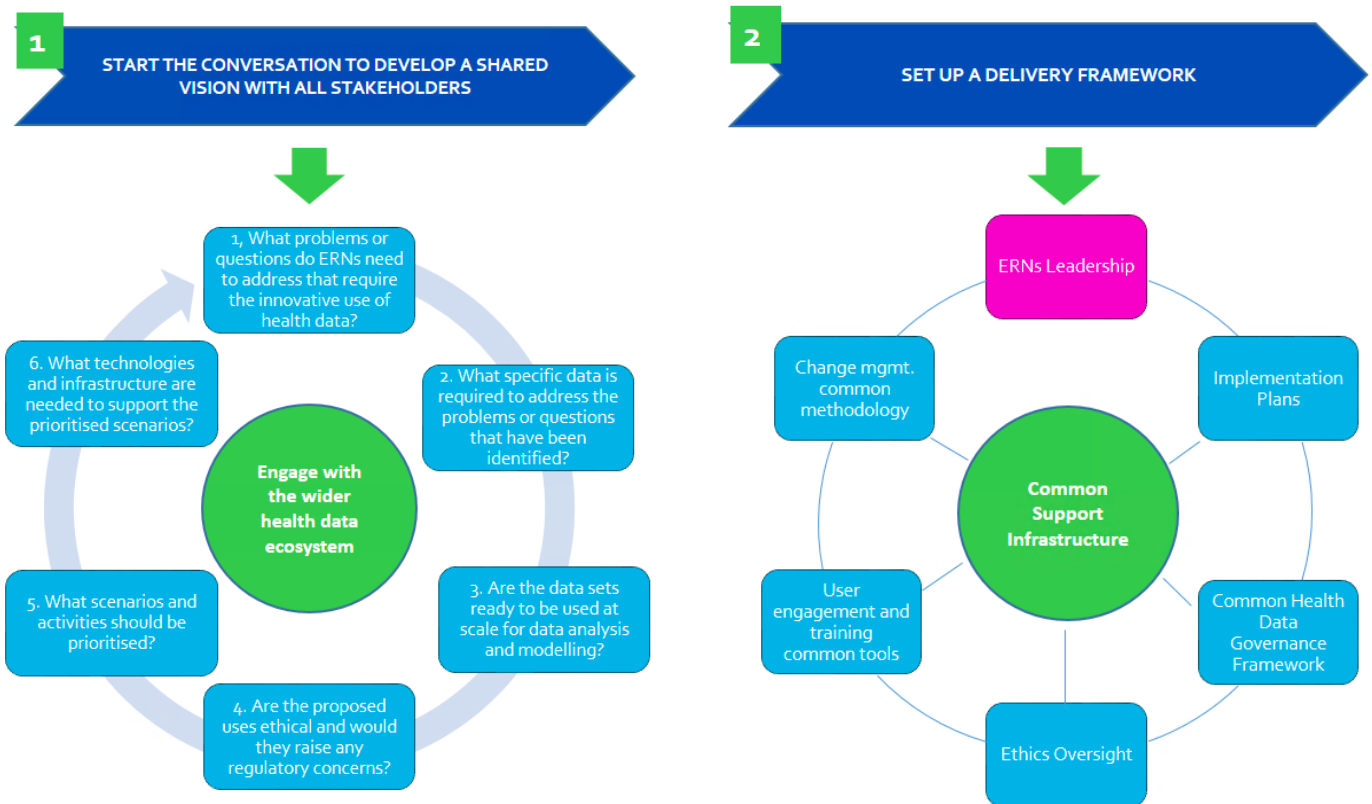 1
START THE CONVERSATION TO DEVELOP A SHARED
VISION WITH ALL STAKEHOLDERS
1, What problems or
questions do ERNs need
to address that require
the innovative use of
health data?
2. What specific data is
required to address the
problems or questions
that have been
identified?
3. Are the data sets
ready to be used at
scale for data analysis
and modelling?
4. Are the proposed
uses ethical and would
they raise any
regulatory concerns?
5. What scenarios and
activities should be
prioritised?
6. What technologies
and infrastructure are
needed to support the
prioritised scenarios?
Engage with
the wider
health data
ecosystem
2
SET UP A DELIVERY FRAMEWORK
ERNs Leadership
Implementation
Plans
Common Health
Data
Governance
Framework
Ethics Oversight
User
engagement and
training
common tools
Change mgmt.
common
methodology
Common
Support
Infrastructure